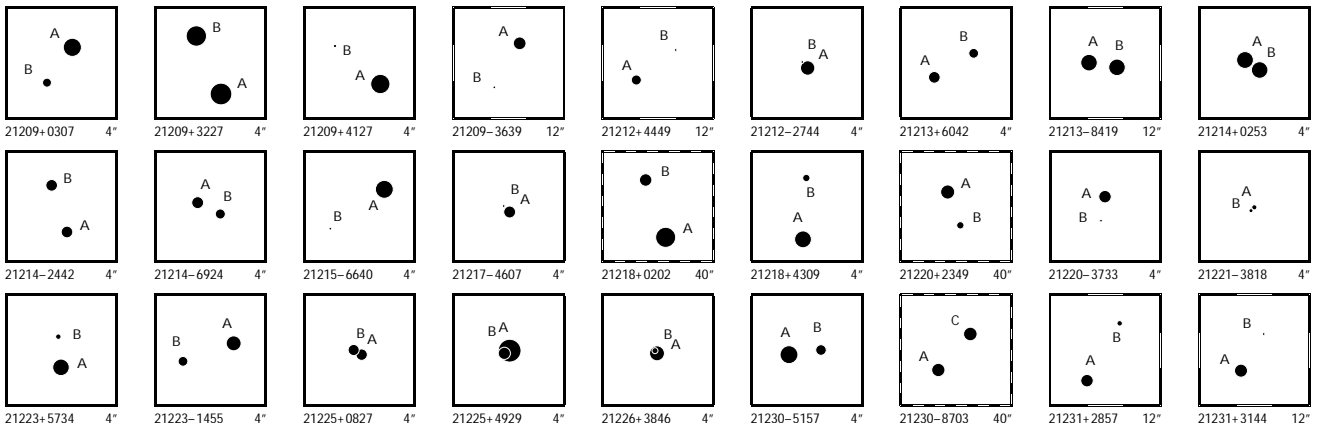 A B
21209+0307 4″
B A
21209+3227 4″
B A
21209+4127 4″
A B
21209−3639 12″
B A
21212+4449 12″
B A
21212−2744 4″
B A
21213+6042 4″
A B
21213−8419 12″
A B
21214+0253 4″
B A
21214−2442 4″
A B
21214−6924 4″
A B
21215−6640 4″
B A
21217−4607 4″
B A
21218+0202 40″
B A
21218+4309 4″
A B
21220+2349 40″
A B
21220−3733 4″
A B
21221−3818 4″
B A
21223+5734 4″
A B
21223−1455 4″
B A
21225+0827 4″
B A
21225+4929 4″
B A
21226+3846 4″
A B
21230−5157 4″
C A
21230−8703 40″
B A
21231+2857 12″
B A
21231+3144 12″